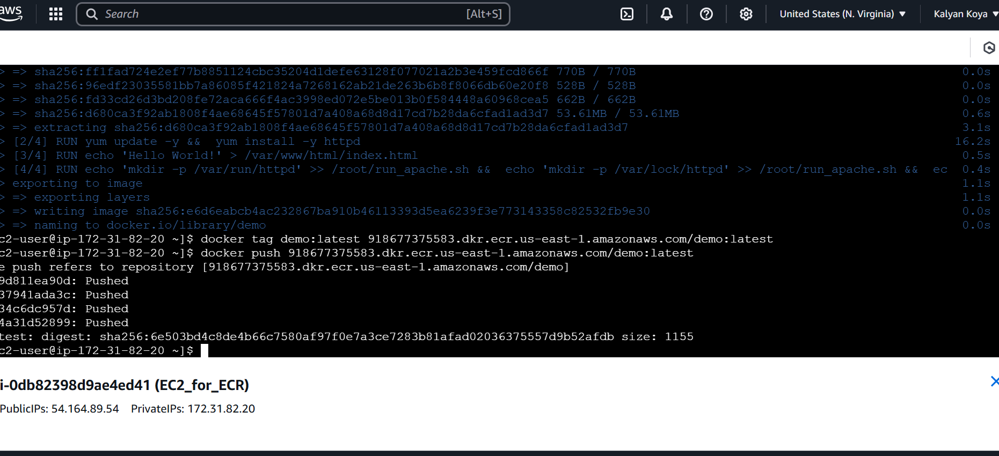 aws
Search [Alt+S]
United States (N. Virginia)
Kalyan Koya
> => sha256:ff1fad724e2ef77b8851124cbc35204d1defe63128f077021a2b3e459fcd866f 770B / 770B 0.0s
> => sha256:96edf23035581bb7a86085f421824a7268162ab21de263b6b8f8066db60e20f8 528B / 528B 0.0s
> => sha256:fd33cd26d3bd208fe72aca666f4ac3998ed072e5be013b0f584448a60968cea5 662B / 662B 0.0s
> => sha256:d680ca3f92ab1808f4ae68645f57801d7a408a68d8d17cd7b28da6cfad1ad3d7 53.61MB / 53.61MB 0.6s
> => extracting sha256:d680ca3f92ab1808f4ae68645f57801d7a408a68d8d17cd7b28da6cfad1ad3d7 3.1s
> [2/4] RUN yum update -y &&  yum install -y httpd 16.2s
> [3/4] RUN echo 'Hello World!' > /var/www/html/index.html 0.5s
> [4/4] RUN echo 'mkdir -p /var/run/httpd' >> /root/run_apache.sh &&  echo 'mkdir -p /var/lock/httpd' >> /root/run_apache.sh &&  ec 0.4s
> exporting to image 1.1s
> => exporting layers 1.1s
> => writing image sha256:e6d6eabcb4ac232867ba910b46113393d5ea6239f3e773143358c82532fb9e30 0.0s
> => naming to docker.io/library/demo 0.0s
c2-user@ip-172-31-82-20 ~]$ docker tag demo:latest 918677375583.dkr.ecr.us-east-1.amazonaws.com/demo:latest
c2-user@ip-172-31-82-20 ~]$ docker push 918677375583.dkr.ecr.us-east-1.amazonaws.com/demo:latest
e push refers to repository [918677375583.dkr.ecr.us-east-1.amazonaws.com/demo]
9d811ea90d: Pushed
37941ada3c: Pushed
34c6dc957d: Pushed
4a31d52899: Pushed
test: digest: sha256:6e503bd4c8de4b66c7580af97f0e7a3ce7283b81afad02036375557d9b52afdb size: 1155
c2-user@ip-172-31-82-20 ~]$
i-0db82398d9ae4ed41 (EC2_for_ECR)
PublicIPs: 54.164.89.54 PrivateIPs: 172.31.82.20